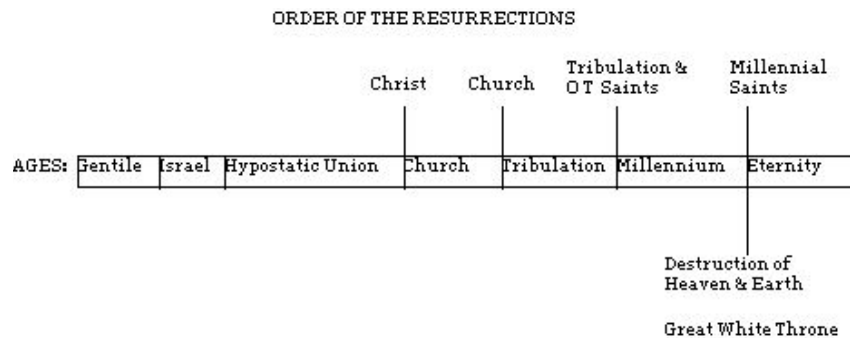 ORDER OF THE RESURRECTIONS
Christ
Church
Tribulation &
O T Saints
Millennial
Saints
AGES: Gentile Israel Hypostatic Union Church Tribulation Millennium Eternity
Destruction of
Heaven & Earth
Great White Throne